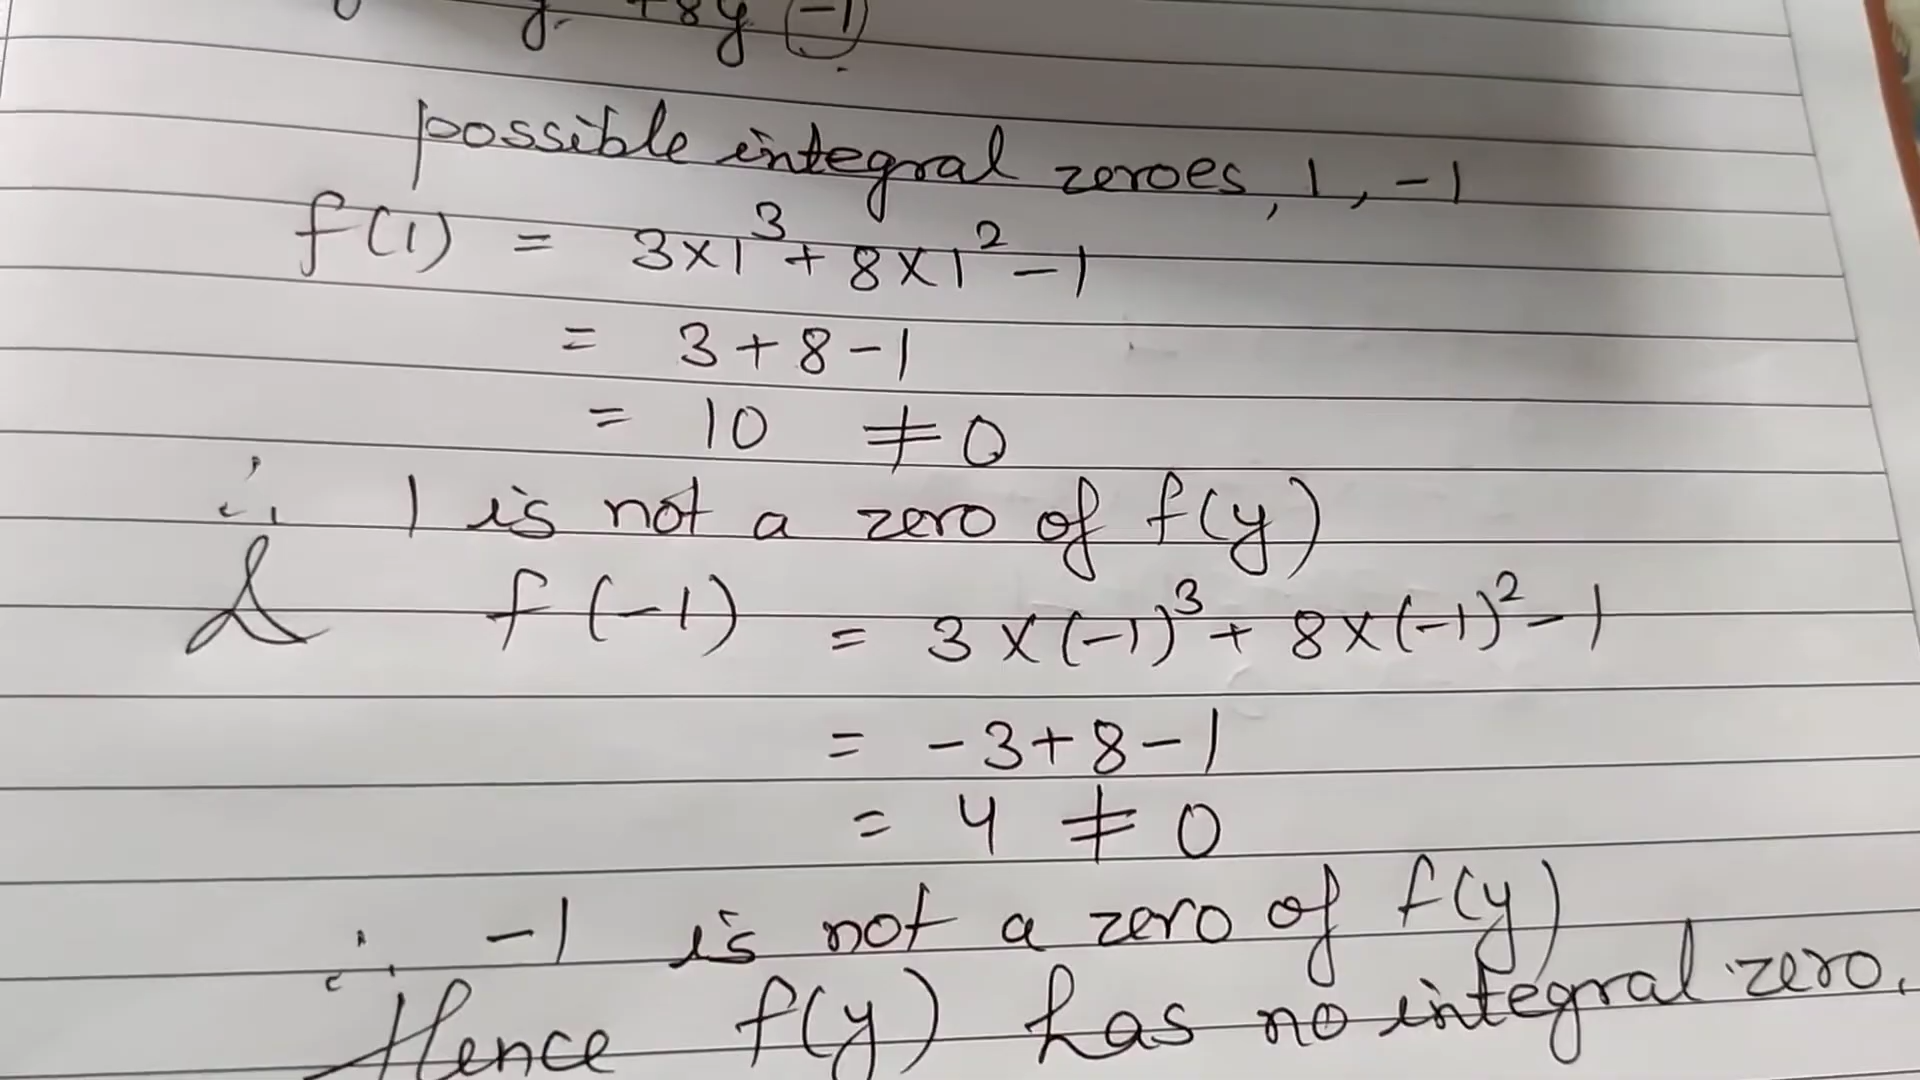 +8y (-1)
possible integral zeroes, 1, -1
f(1) = 3×1³ + 8×1² - 1
= 3+8-1
= 10 ≠ 0
∴ 1 is not a zero of f(y)
& f(-1) = 3×(-1)³ + 8×(-1)² - 1
= -3+8-1
= 4 ≠ 0
∴ -1 is not a zero of f(y)
Hence f(y) has no integral zero.